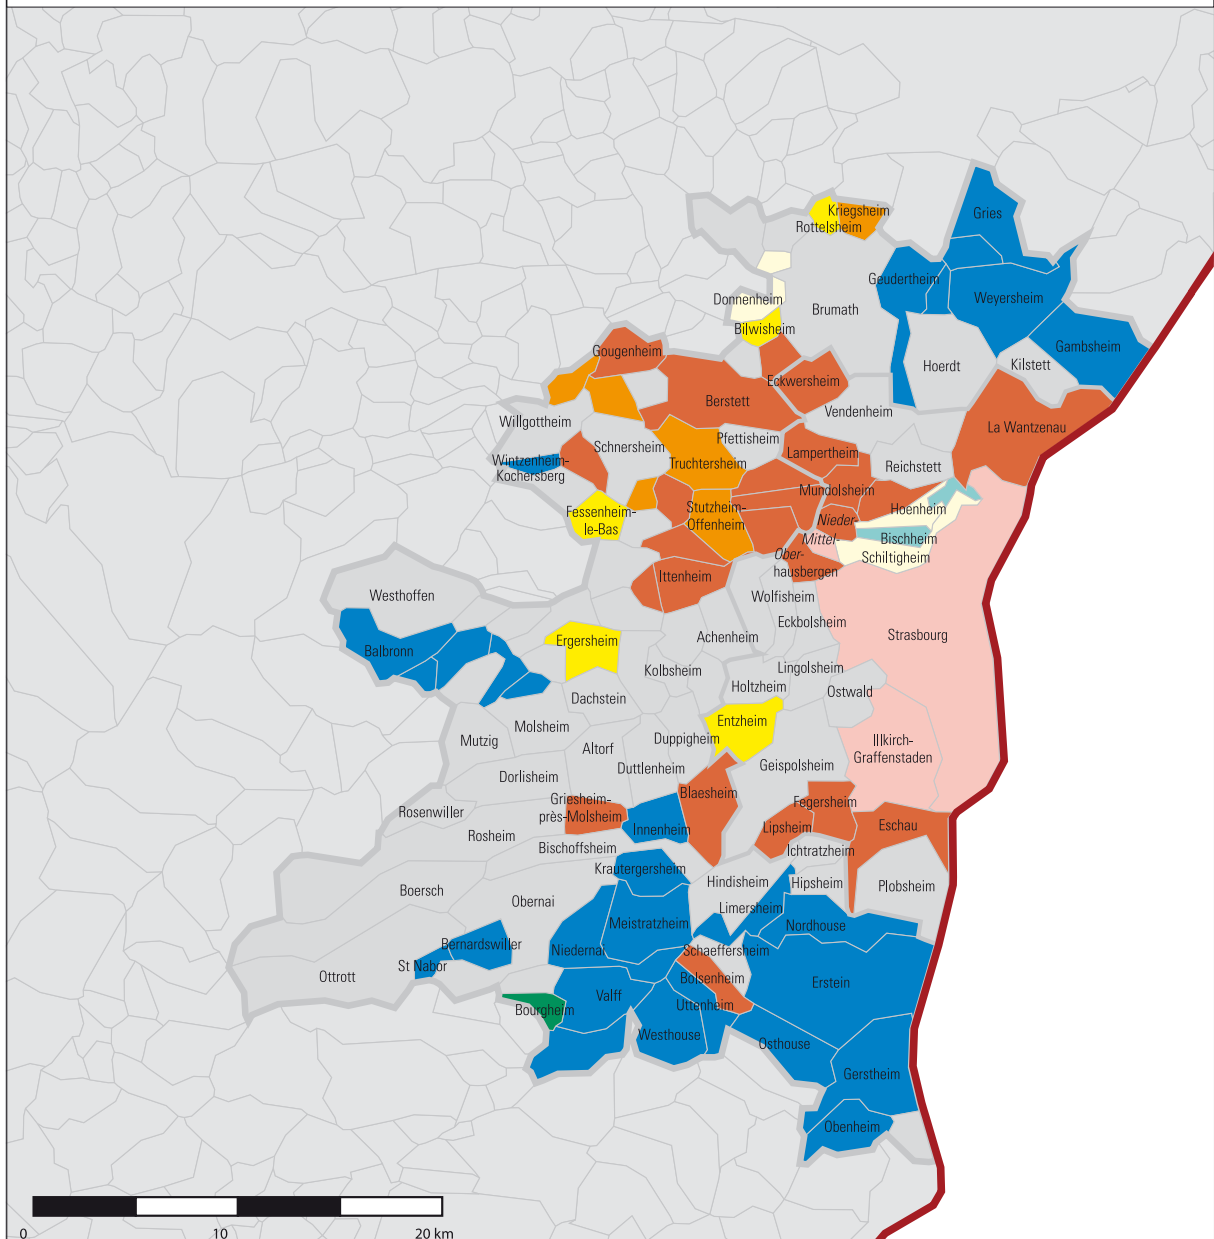 Kriegsheim
Gries
Rottelsheim
Geudertheim
Donnenheim
Weyersheim
Brumath
Bilwisheim
Gambsheim
Gougenheim
Hoerdt
Kilstett
Eckwersheim
Berstett
Vendenheim
Willgottheim
La Wantzenau
Pfettisheim
Schnersheim
Lampertheim
Wintzenheim-
Kochersberg
Truchtersheim
Reichstett
Mundolsheim
Fessenheim-
le-Bas
Stutzheim-
Offenheim
Hoenheim
Nieder-
Mittel-
Bischheim
Ober-
hausbergen
Schiltigheim
Ittenheim
Westhoffen
Wolfisheim
Eckbolsheim
Strasbourg
Achenheim
Ergersheim
Balbronn
Kolbsheim
Lingolsheim
Holtzheim
Ostwald
Dachstein
Entzheim
Molsheim
Mutzig
Altorf
Duppigheim
Illkirch-
Graffenstaden
Duttlenheim
Geispolsheim
Dorlisheim
Blaesheim
Griesheim-
près-Molsheim
Fegersheim
Rosenwiller
Innenheim
Lipsheim
Eschau
Rosheim
Bischoffsheim
Ichtratzheim
Krautergersheim
Hindisheim
Hipsheim
Plobsheim
Boersch
Obernai
Limersheim
Meistratzheim
Nordhouse
Bernardswiller
Niedernai
Schaeffersheim
St Nabor
Ottrott
Bolsenheim
Erstein
Valff
Bourgheim
Uttenheim
Westhouse
Osthouse
Gerstheim
Obenheim
0 10 20 km